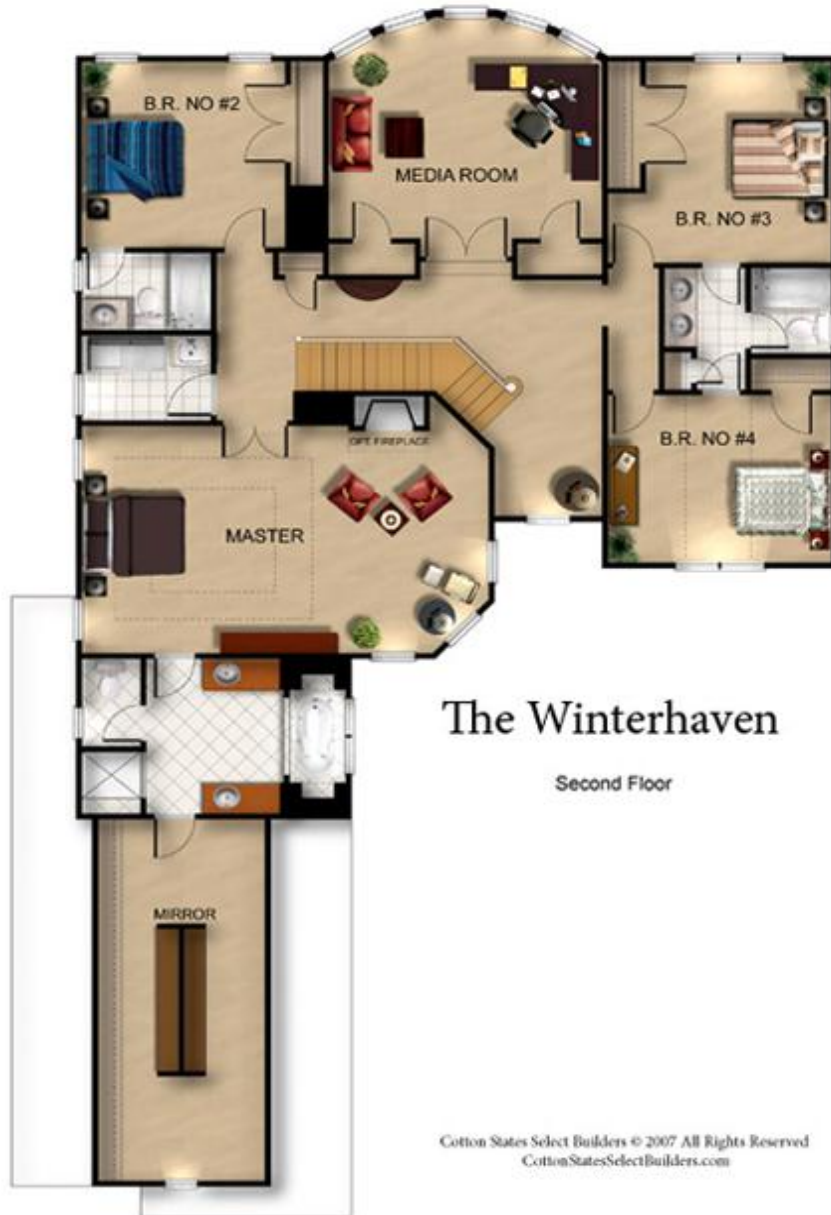 B.R. NO #2
MEDIA ROOM
B.R. NO #3
OPT. FIREPLACE
B.R. NO #4
MASTER
The Winterhaven
Second Floor
MIRROR
Cotton States Select Builders © 2007 All Rights Reserved
CottonStatesSelectBuilders.com